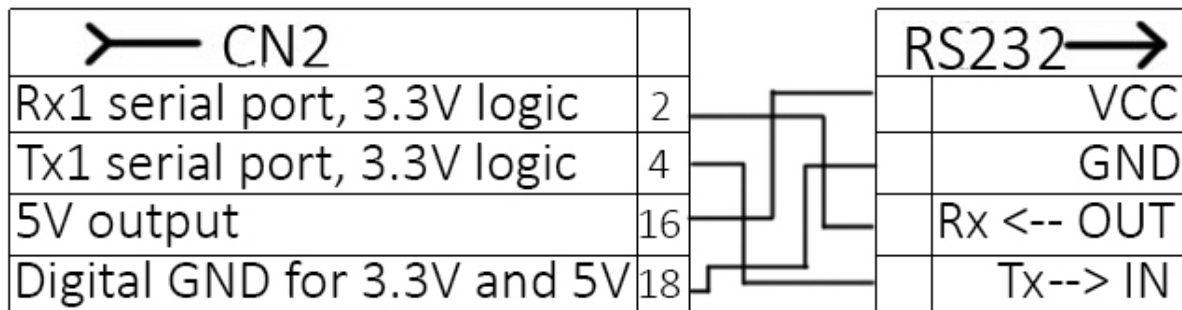 CN2
Rx1 serial port, 3.3V logic 2
Tx1 serial port, 3.3V logic 4
5V output 16
Digital GND for 3.3V and 5V 18
RS232
VCC
GND
Rx <-- OUT
Tx--> IN